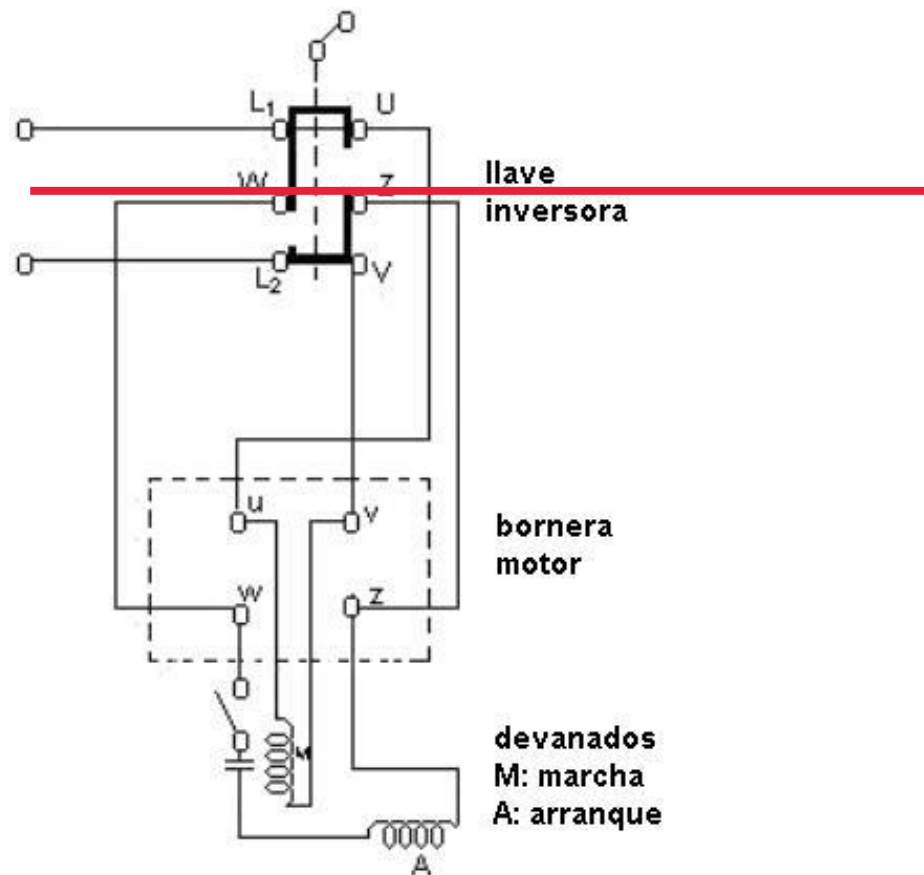 L1
U
W
Z
llave
inversora
L2
V
u
v
bornera
motor
w
z
M
devanados
M: marcha
A: arranque
A